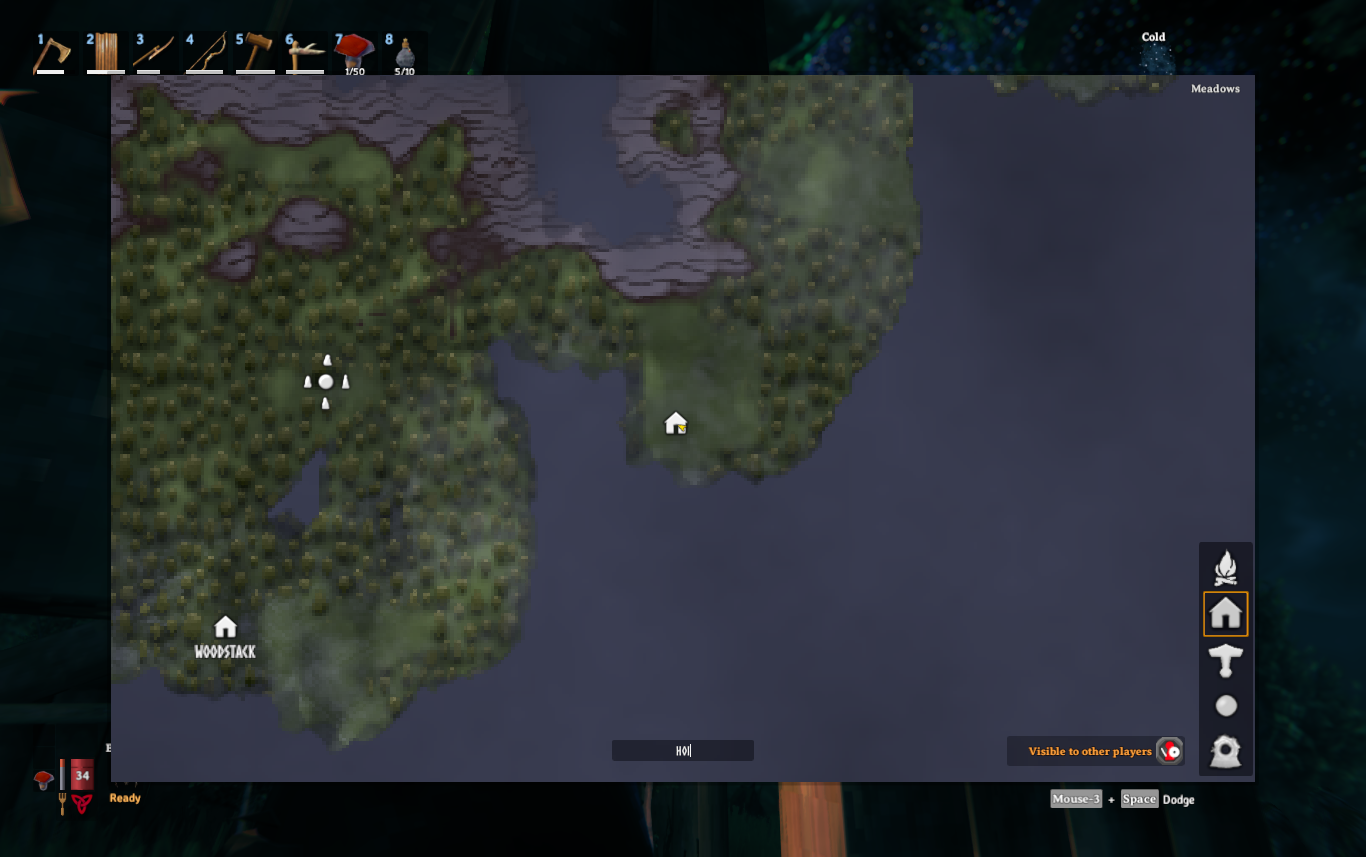 1 2 3 4 5 6 7 8
1/50 5/10
Cold
Meadows
WOODSTACK
HOI
Visible to other players
34
Ready
Mouse-3 + Space Dodge